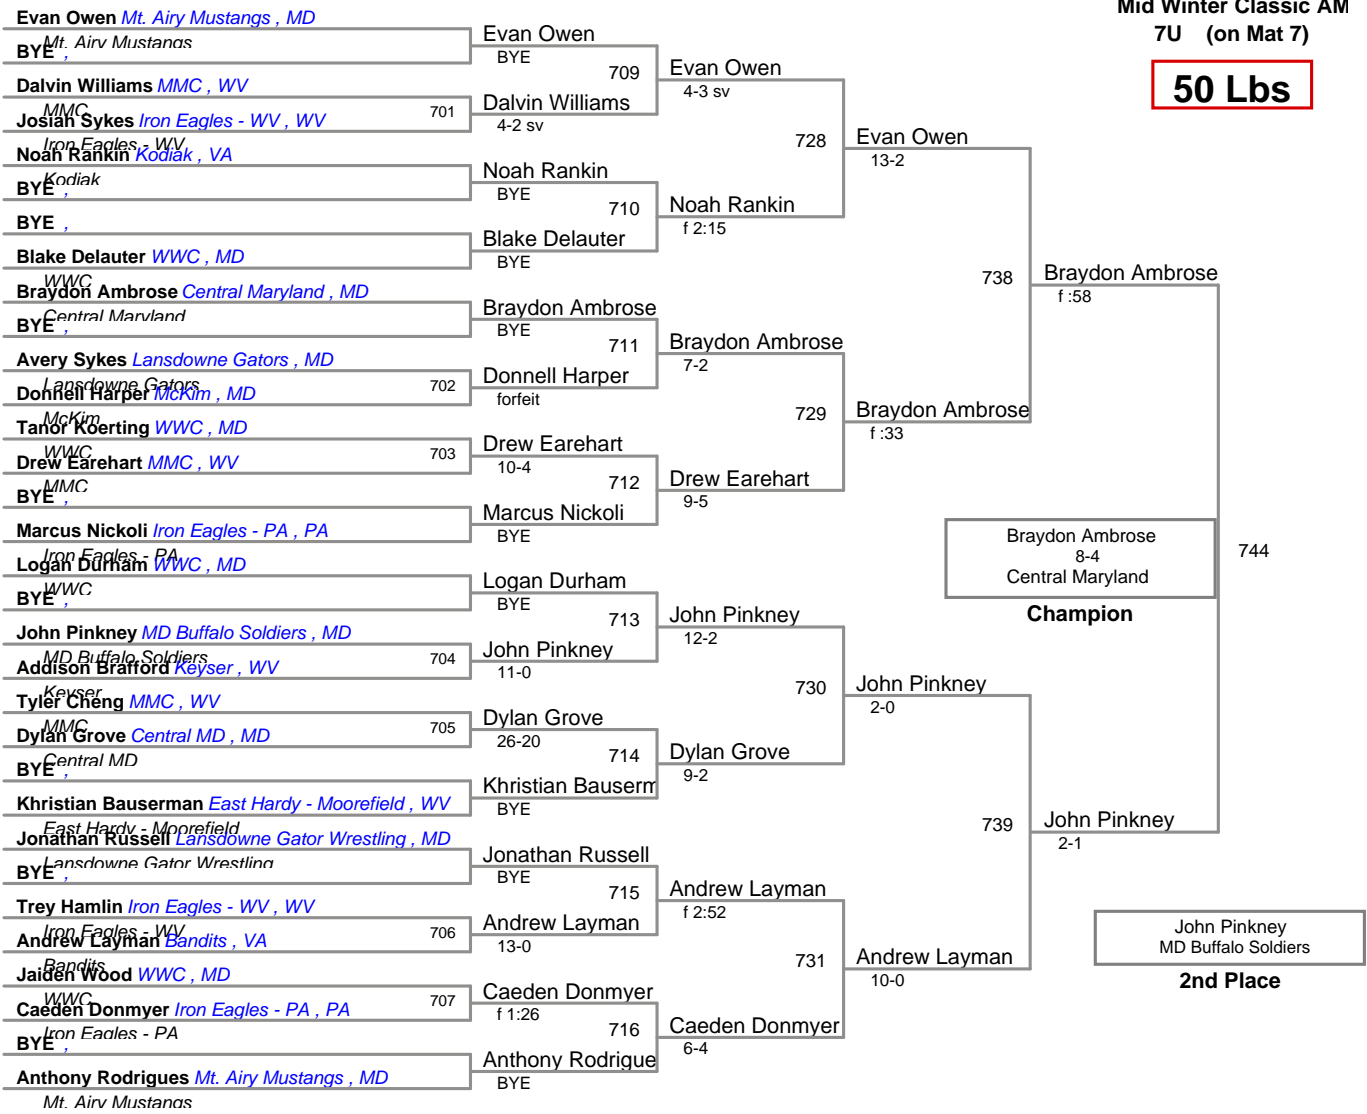 Mid Winter Classic AM
7U (on Mat 7)
50 Lbs
Evan Owen Mt. Airy Mustangs , MD
Mt. Airy Mustangs
BYE ,
Dalvin Williams MMC , WV
MMC
Josiah Sykes Iron Eagles - WV , WV
Iron Eagles - WV
Noah Rankin Kodiak , VA
Kodiak
BYE ,
BYE ,
Blake Delauter WWC , MD
WWC
Braydon Ambrose Central Maryland , MD
Central Maryland
BYE ,
Avery Sykes Lansdowne Gators , MD
Lansdowne Gators
Donnell Harper McKim , MD
McKim
Tanor Koerting WWC , MD
WWC
Drew Earehart MMC , WV
MMC
BYE ,
Marcus Nickoli Iron Eagles - PA , PA
Iron Eagles - PA
Logan Durham WWC , MD
WWC
BYE ,
John Pinkney MD Buffalo Soldiers , MD
MD Buffalo Soldiers
Addison Brafford Keyser , WV
Keyser
Tyler Cheng MMC , WV
MMC
Dylan Grove Central MD , MD
Central MD
BYE ,
Khristian Bauserman East Hardy - Moorefield , WV
East Hardy - Moorefield
Jonathan Russell Lansdowne Gator Wrestling , MD
Lansdowne Gator Wrestling
BYE ,
Trey Hamlin Iron Eagles - WV , WV
Iron Eagles - WV
Andrew Layman Bandits , VA
Bandits
Jaiden Wood WWC , MD
WWC
Caeden Donmyer Iron Eagles - PA , PA
Iron Eagles - PA
BYE ,
Anthony Rodrigues Mt. Airy Mustangs , MD
Mt. Airy Mustangs
701
702
703
704
705
706
707
Evan Owen
BYE
709
Dalvin Williams
4-2 sv
Noah Rankin
BYE
710
Blake Delauter
BYE
Braydon Ambrose
BYE
711
Donnell Harper
forfeit
Drew Earehart
10-4
712
Marcus Nickoli
BYE
Logan Durham
BYE
713
John Pinkney
11-0
Dylan Grove
26-20
714
Khristian Bauserm
BYE
Jonathan Russell
BYE
715
Andrew Layman
13-0
Caeden Donmyer
f 1:26
716
Anthony Rodrigue
BYE
Evan Owen
4-3 sv
728
Noah Rankin
f 2:15
Braydon Ambrose
7-2
729
Drew Earehart
9-5
John Pinkney
12-2
730
Dylan Grove
9-2
Andrew Layman
f 2:52
731
Caeden Donmyer
6-4
Evan Owen
13-2
738
Braydon Ambrose
f :33
John Pinkney
2-0
739
Andrew Layman
10-0
Braydon Ambrose
f :58
744
John Pinkney
2-1
Braydon Ambrose
8-4
Central Maryland
Champion
John Pinkney
MD Buffalo Soldiers
2nd Place